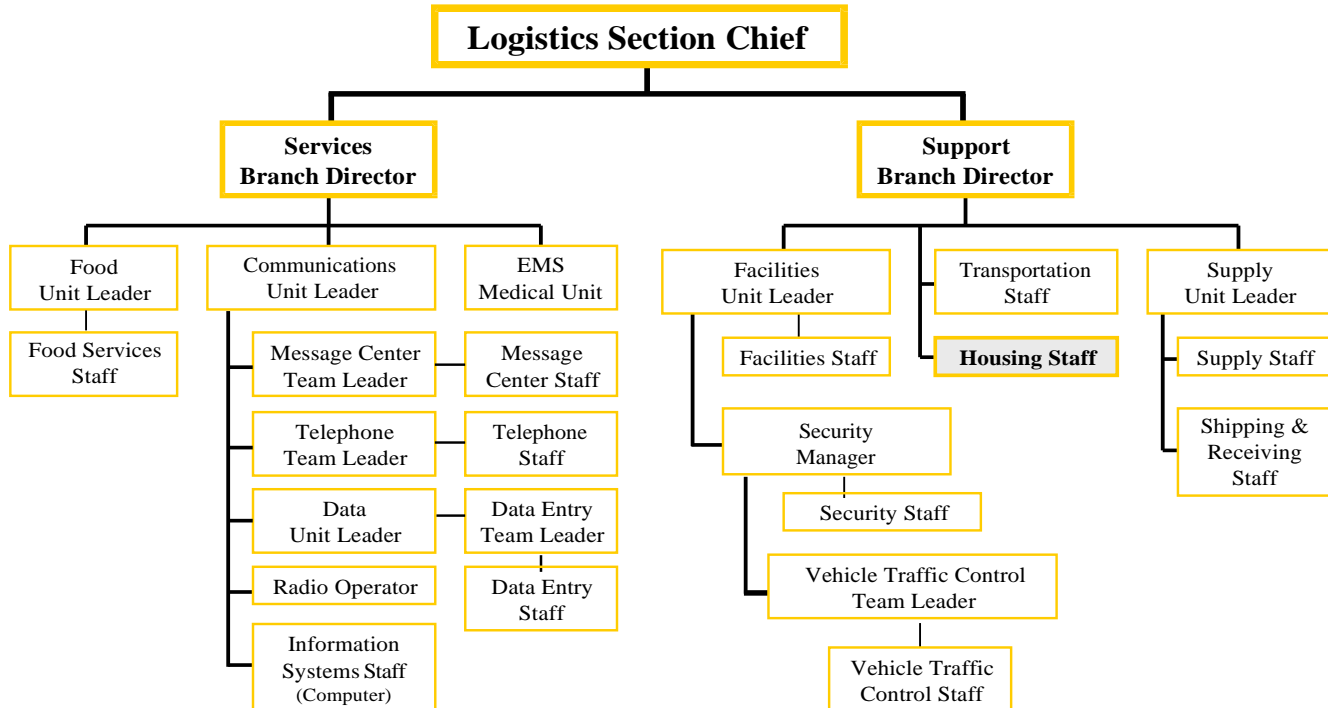 Logistics Section Chief
Services
Branch Director
Support
Branch Director
Food
Unit Leader
Communications
Unit Leader
EMS
Medical Unit
Facilities
Unit Leader
Transportation
Staff
Supply
Unit Leader
Food Services
Staff
Message Center
Team Leader
Message
Center Staff
Facilities Staff
Housing Staff
Supply Staff
Telephone
Team Leader
Telephone
Staff
Security
Manager
Shipping &
Receiving
Staff
Data
Unit Leader
Data Entry
Team Leader
Security Staff
Radio Operator
Data Entry
Staff
Vehicle Traffic Control
Team Leader
Information
Systems Staff
(Computer)
Vehicle Traffic
Control Staff